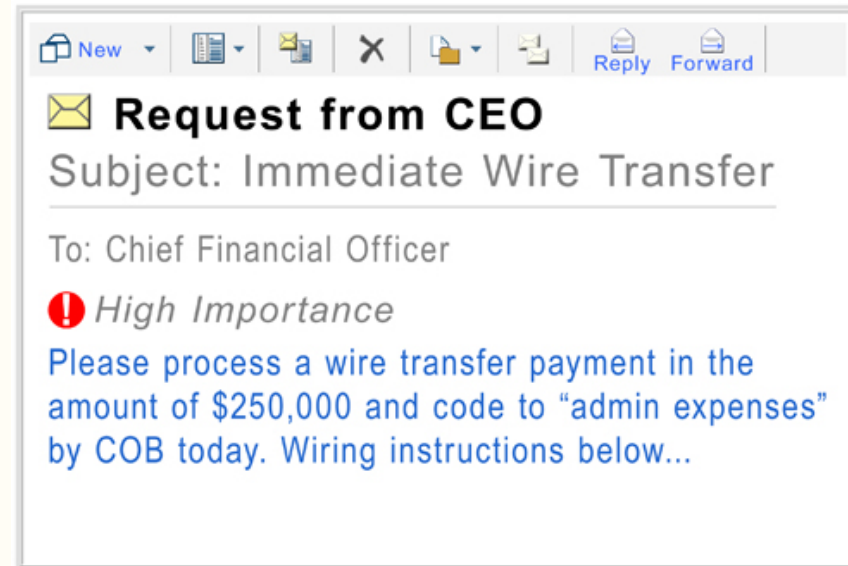 New
Reply Forward
Request from CEO
Subject: Immediate Wire Transfer
To: Chief Financial Officer
! High Importance
Please process a wire transfer payment in the
amount of $250,000 and code to “admin expenses”
by COB today. Wiring instructions below...